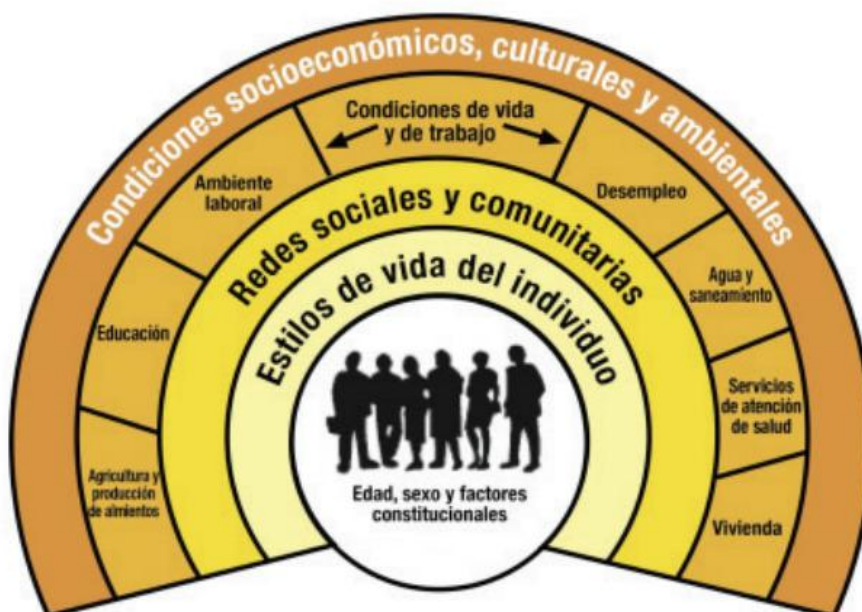 Condiciones socioeconómicos, culturales y ambientales
Condiciones de vida
y de trabajo
Ambiente
laboral
Desempleo
Redes sociales y comunitarias
Agua y
saneamiento
Estilos de vida del individuo
Educación
Servicios
de atención
de salud
Agricultura y
producción
de almientos
Edad, sexo y factores
constitucionales
Vivienda